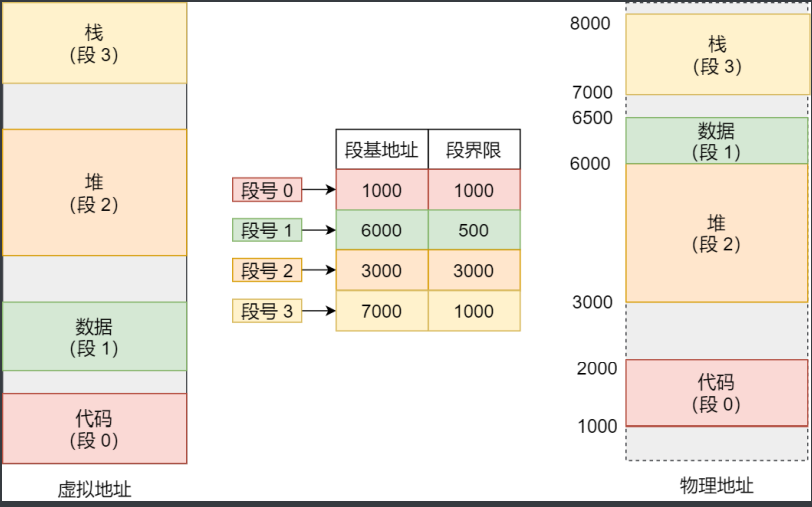 栈
(段 3)
堆
(段 2)
数据
(段 1)
代码
(段 0)
虚拟地址
段基地址 段界限
段号 0 1000 1000
段号 1 6000 500
段号 2 3000 3000
段号 3 7000 1000
8000
栈
(段 3)
7000
6500
数据
(段 1)
6000
堆
(段 2)
3000
2000
代码
(段 0)
1000
物理地址